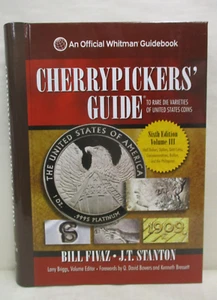 An Official Whitman Guidebook
CHERRYPICKERS'
GUIDE
TO RARE DIE VARIETIES
OF UNITED STATES COINS
Sixth Edition
Volume III
THE UNITED STATES OF AMERICA
1 OZ. .9995 PLATINUM
1909
BILL FIVAZ • J.T. STANTON
Larry Briggs, Volume Editor • Forewords by Q. David Bowers and Kenneth Bressett